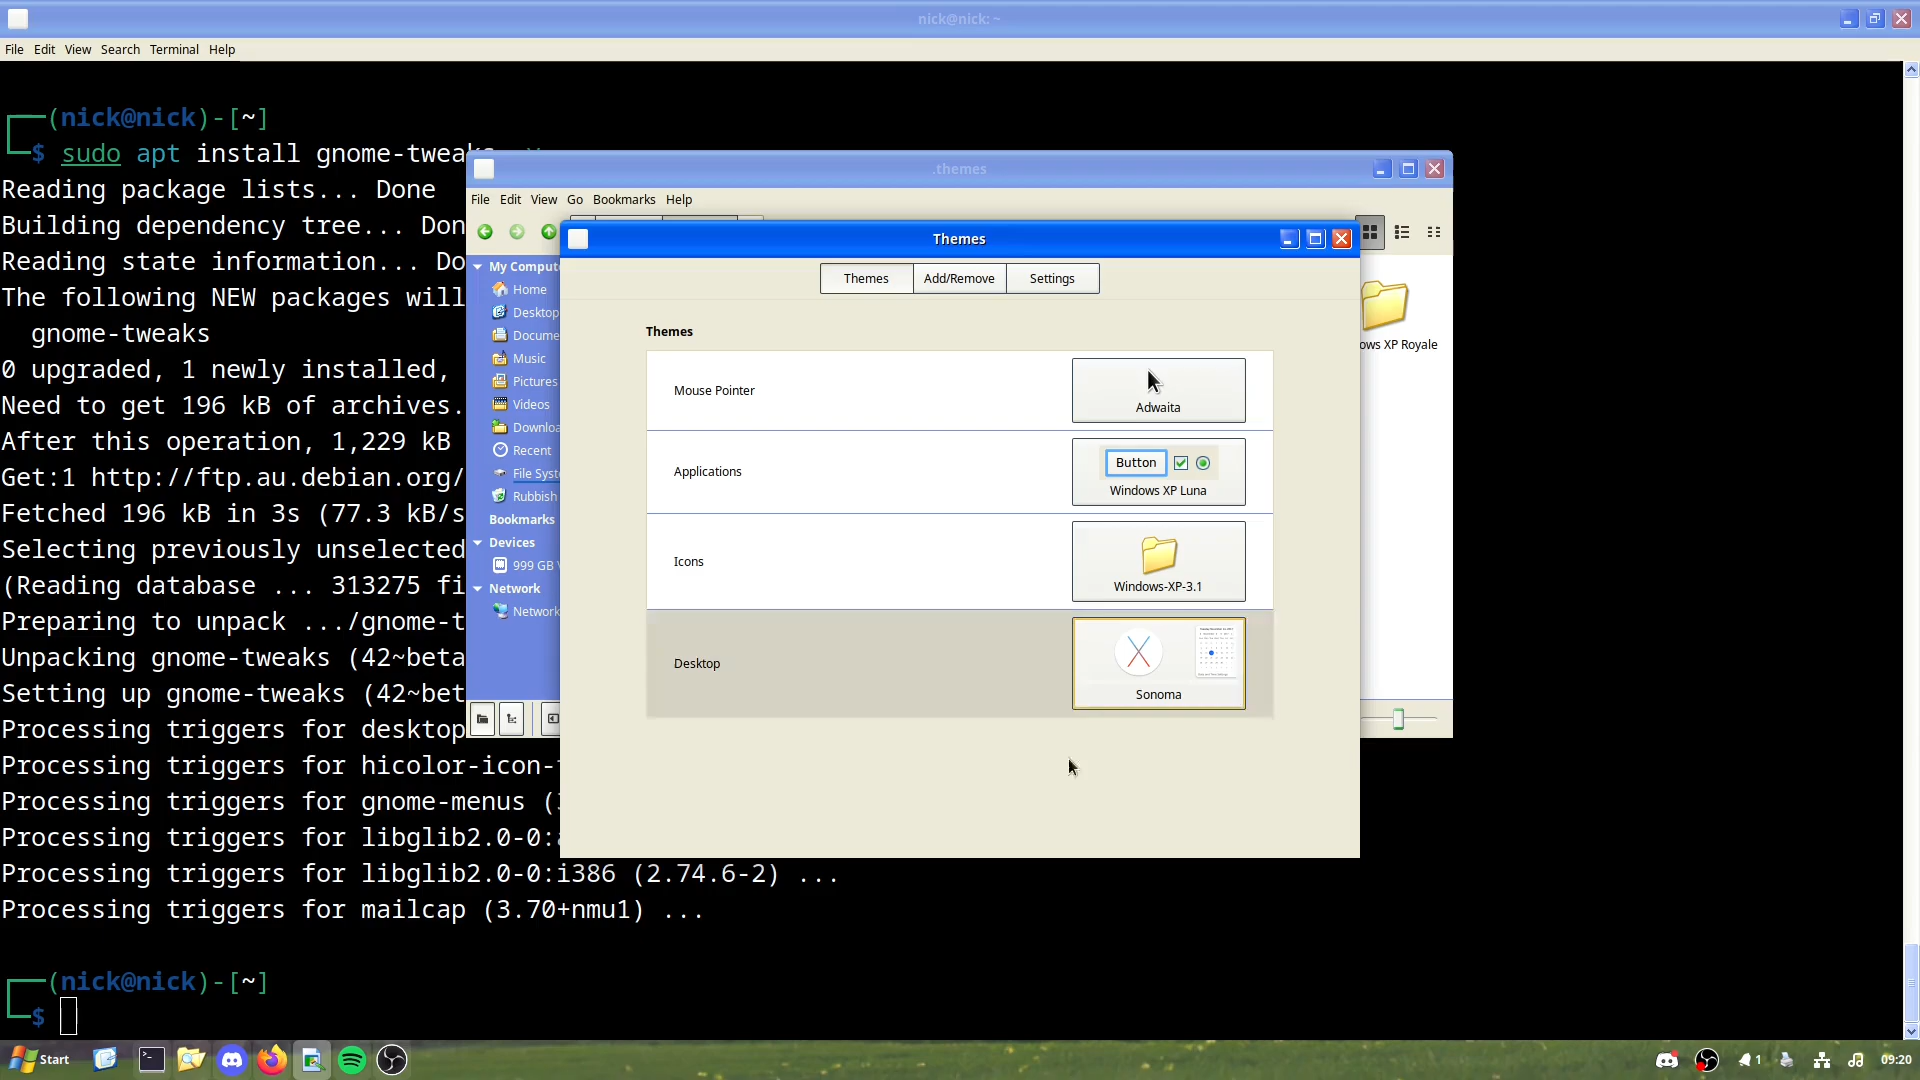 nick@nick: ~
File Edit View Search Terminal Help
(nick@nick)-[~]
$ sudo apt install gnome-tweaks
Reading package lists... Done
Building dependency tree... Don
Reading state information... Do
The following NEW packages will
gnome-tweaks
0 upgraded, 1 newly installed,
Need to get 196 kB of archives.
After this operation, 1,229 kB
Get:1 http://ftp.au.debian.org/
Fetched 196 kB in 3s (77.3 kB/s
Selecting previously unselected
(Reading database ... 313275 fi
Preparing to unpack .../gnome-t
Unpacking gnome-tweaks (42~beta
Setting up gnome-tweaks (42~bet
Processing triggers for desktop
Processing triggers for hicolor-icon-
Processing triggers for gnome-menus (
Processing triggers for libglib2.0-0:
Processing triggers for libglib2.0-0:i386 (2.74.6-2) ...
Processing triggers for mailcap (3.70+nmu1) ...
(nick@nick)-[~]
$
.themes
File Edit View Go Bookmarks Help
My Compute
Home
Desktop
Docume
Music
Pictures
Videos
Downloa
Recent
File Syst
Rubbish
Bookmarks
Devices
999 GB
Network
Network
ows XP Royale
Themes
Themes Add/Remove Settings
Themes
Mouse Pointer
Adwaita
Applications
Button
Windows XP Luna
Icons
Windows-XP-3.1
Desktop
Sonoma
Start
1
09:20